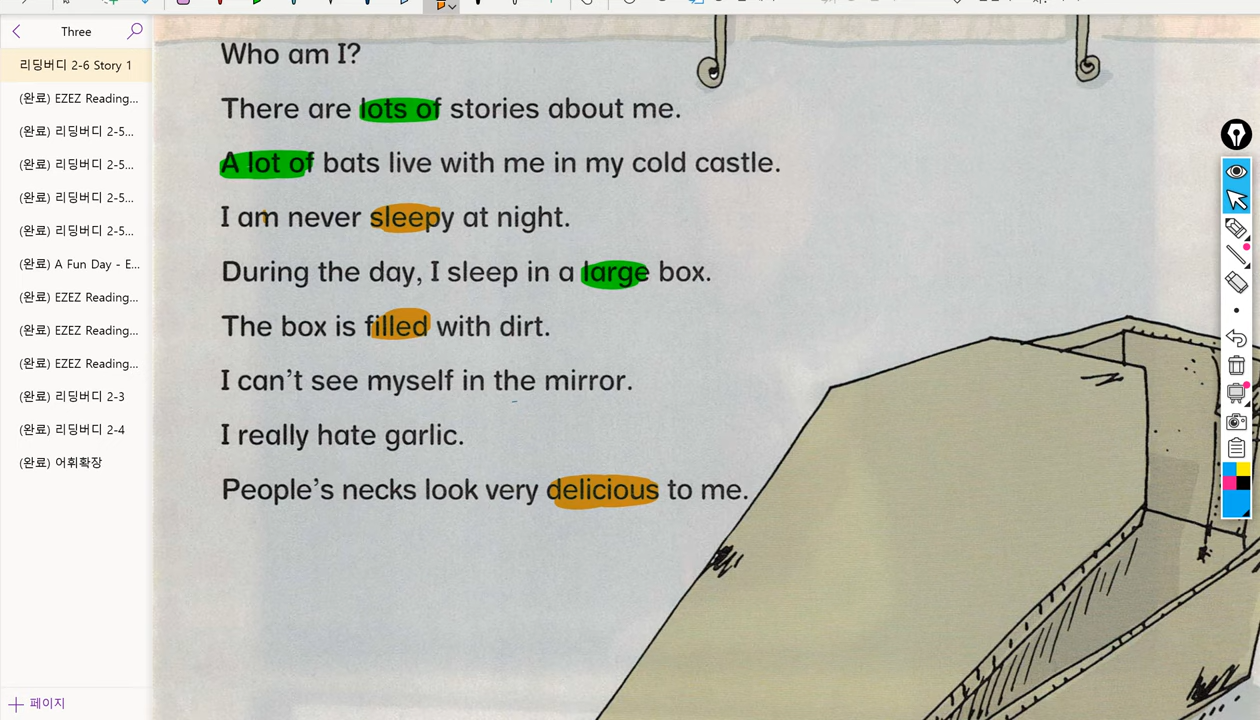 Three
리딩버디 2-6 Story 1
(완료) EZEZ Reading...
(완료) 리딩버디 2-5...
(완료) 리딩버디 2-5...
(완료) 리딩버디 2-5...
(완료) 리딩버디 2-5...
(완료) A Fun Day - E...
(완료) EZEZ Reading...
(완료) EZEZ Reading...
(완료) EZEZ Reading...
(완료) 리딩버디 2-3
(완료) 리딩버디 2-4
(완료) 어휘확장
페이지
Who am I?
There are lots of stories about me.
A lot of bats live with me in my cold castle.
I am never sleepy at night.
During the day, I sleep in a large box.
The box is filled with dirt.
I can't see myself in the mirror.
I really hate garlic.
People's necks look very delicious to me.